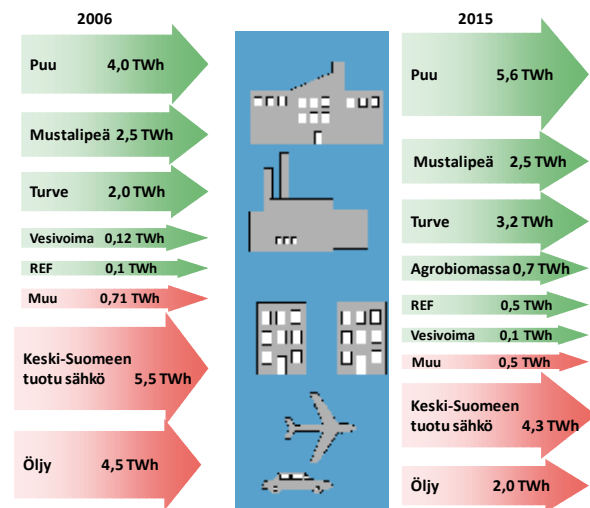 2006
Puu 4,0 TWh
Mustalipeä 2,5 TWh
Turve 2,0 TWh
Vesivoima 0,12 TWh
REF 0,1 TWh
Muu 0,71 TWh
Keski-Suomeen
tuotu sähkö 5,5 TWh
Öljy 4,5 TWh
2015
Puu 5,6 TWh
Mustalipeä 2,5 TWh
Turve 3,2 TWh
Agrobiomassa 0,7 TWh
REF 0,5 TWh
Vesivoima 0,1 TWh
Muu 0,5 TWh
Keski-Suomeen
tuotu sähkö 4,3 TWh
Öljy 2,0 TWh